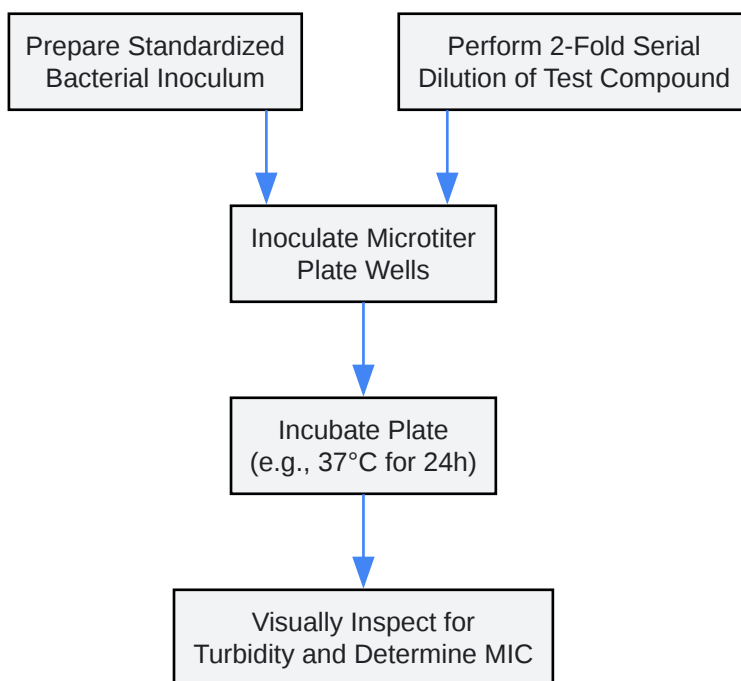 Prepare Standardized
Bacterial Inoculum
Perform 2-Fold Serial
Dilution of Test Compound
Inoculate Microtiter
Plate Wells
Incubate Plate
(e.g., 37°C for 24h)
Visually Inspect for
Turbidity and Determine MIC